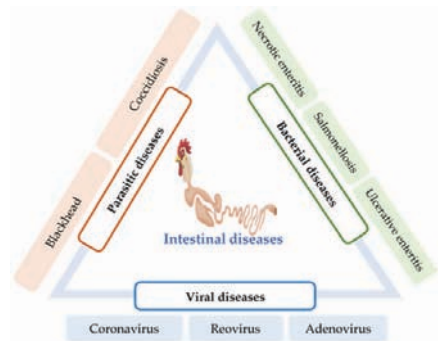 Coccidiosis
Blackhead
Parasitic diseases
Necrotic enteritis
Salmonellosis
Ulcerative enteritis
Bacterial diseases
Intestinal diseases
Viral diseases
Coronavirus
Reovirus
Adenovirus